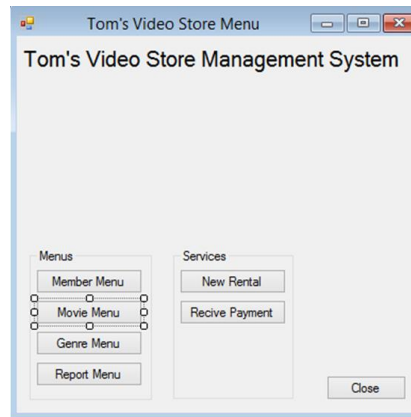 Tom's Video Store Menu
Tom's Video Store Management System
Menus
Member Menu
Movie Menu
Genre Menu
Report Menu
Services
New Rental
Recive Payment
Close